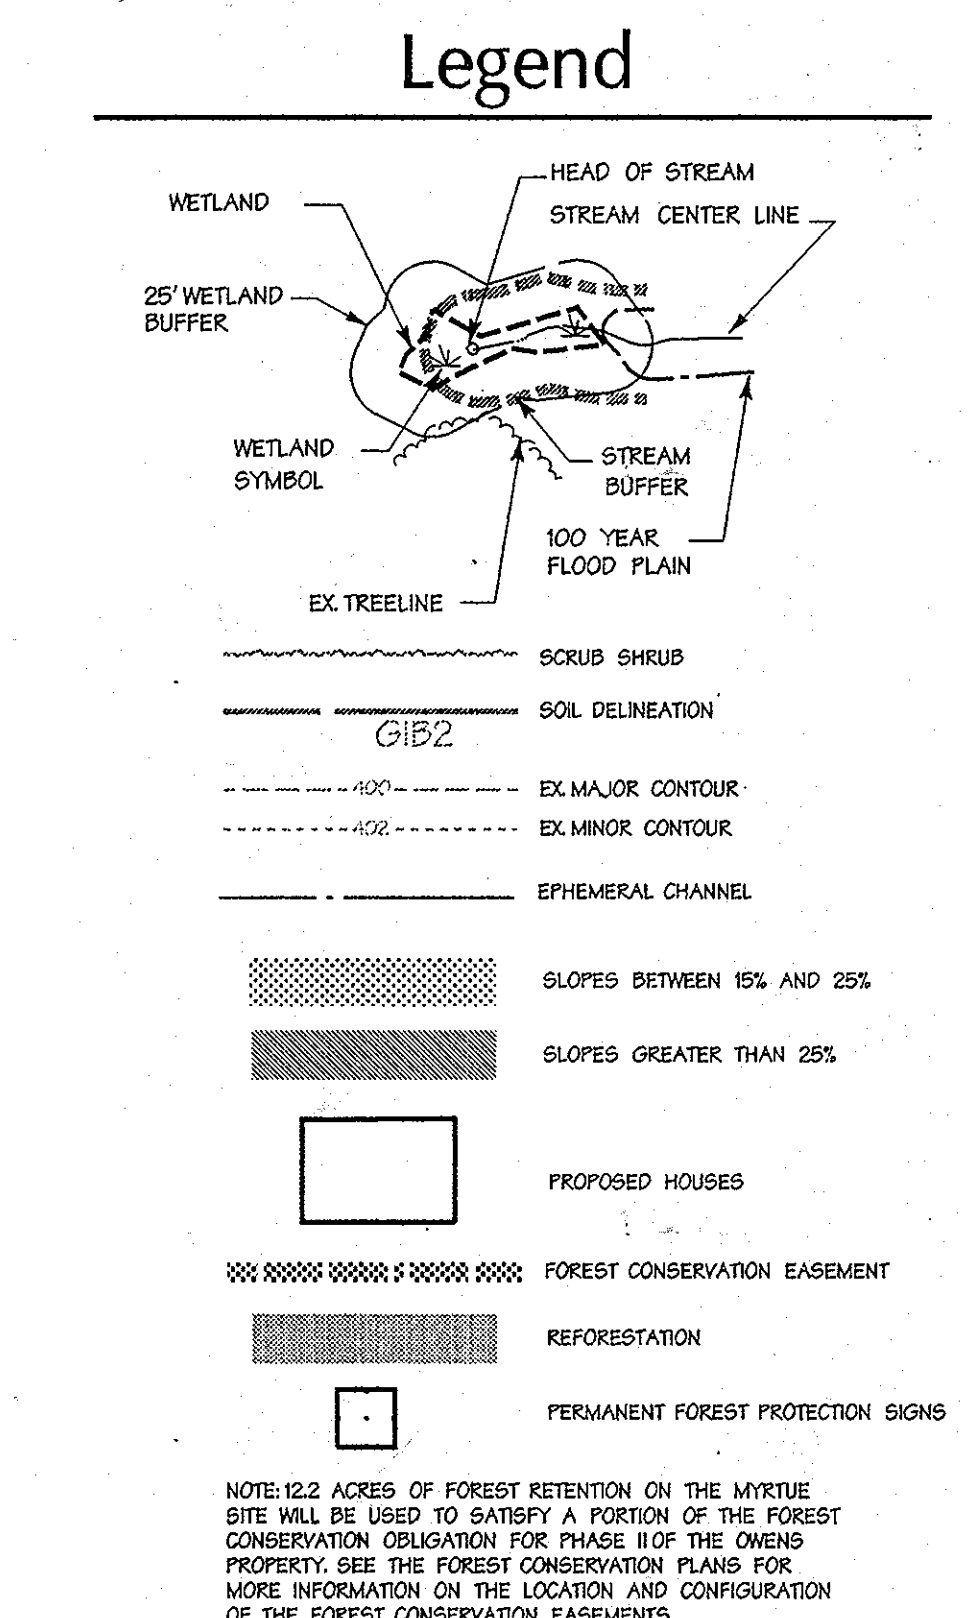 Legend
HEAD OF STREAM
WETLAND
STREAM CENTER LINE
25' WETLAND
BUFFER
WETLAND
SYMBOL
STREAM
BUFFER
100 YEAR
FLOOD PLAIN
EX. TREELINE
SCRUB SHRUB
SOIL DELINEATION
GIB2
400
EX. MAJOR CONTOUR
402
EX. MINOR CONTOUR
EPHEMERAL CHANNEL
SLOPES BETWEEN 15% AND 25%
SLOPES GREATER THAN 25%
PROPOSED HOUSES
FOREST CONSERVATION EASEMENT
REFORESTATION
PERMANENT FOREST PROTECTION SIGNS
NOTE: 12.2 ACRES OF FOREST RETENTION ON THE MYRTUE
SITE WILL BE USED TO SATISFY A PORTION OF THE FOREST
CONSERVATION OBLIGATION FOR PHASE II OF THE OWENS
PROPERTY. SEE THE FOREST CONSERVATION PLANS FOR
MORE INFORMATION ON THE LOCATION AND CONFIGURATION
OF THE FOREST CONSERVATION EASEMENTS